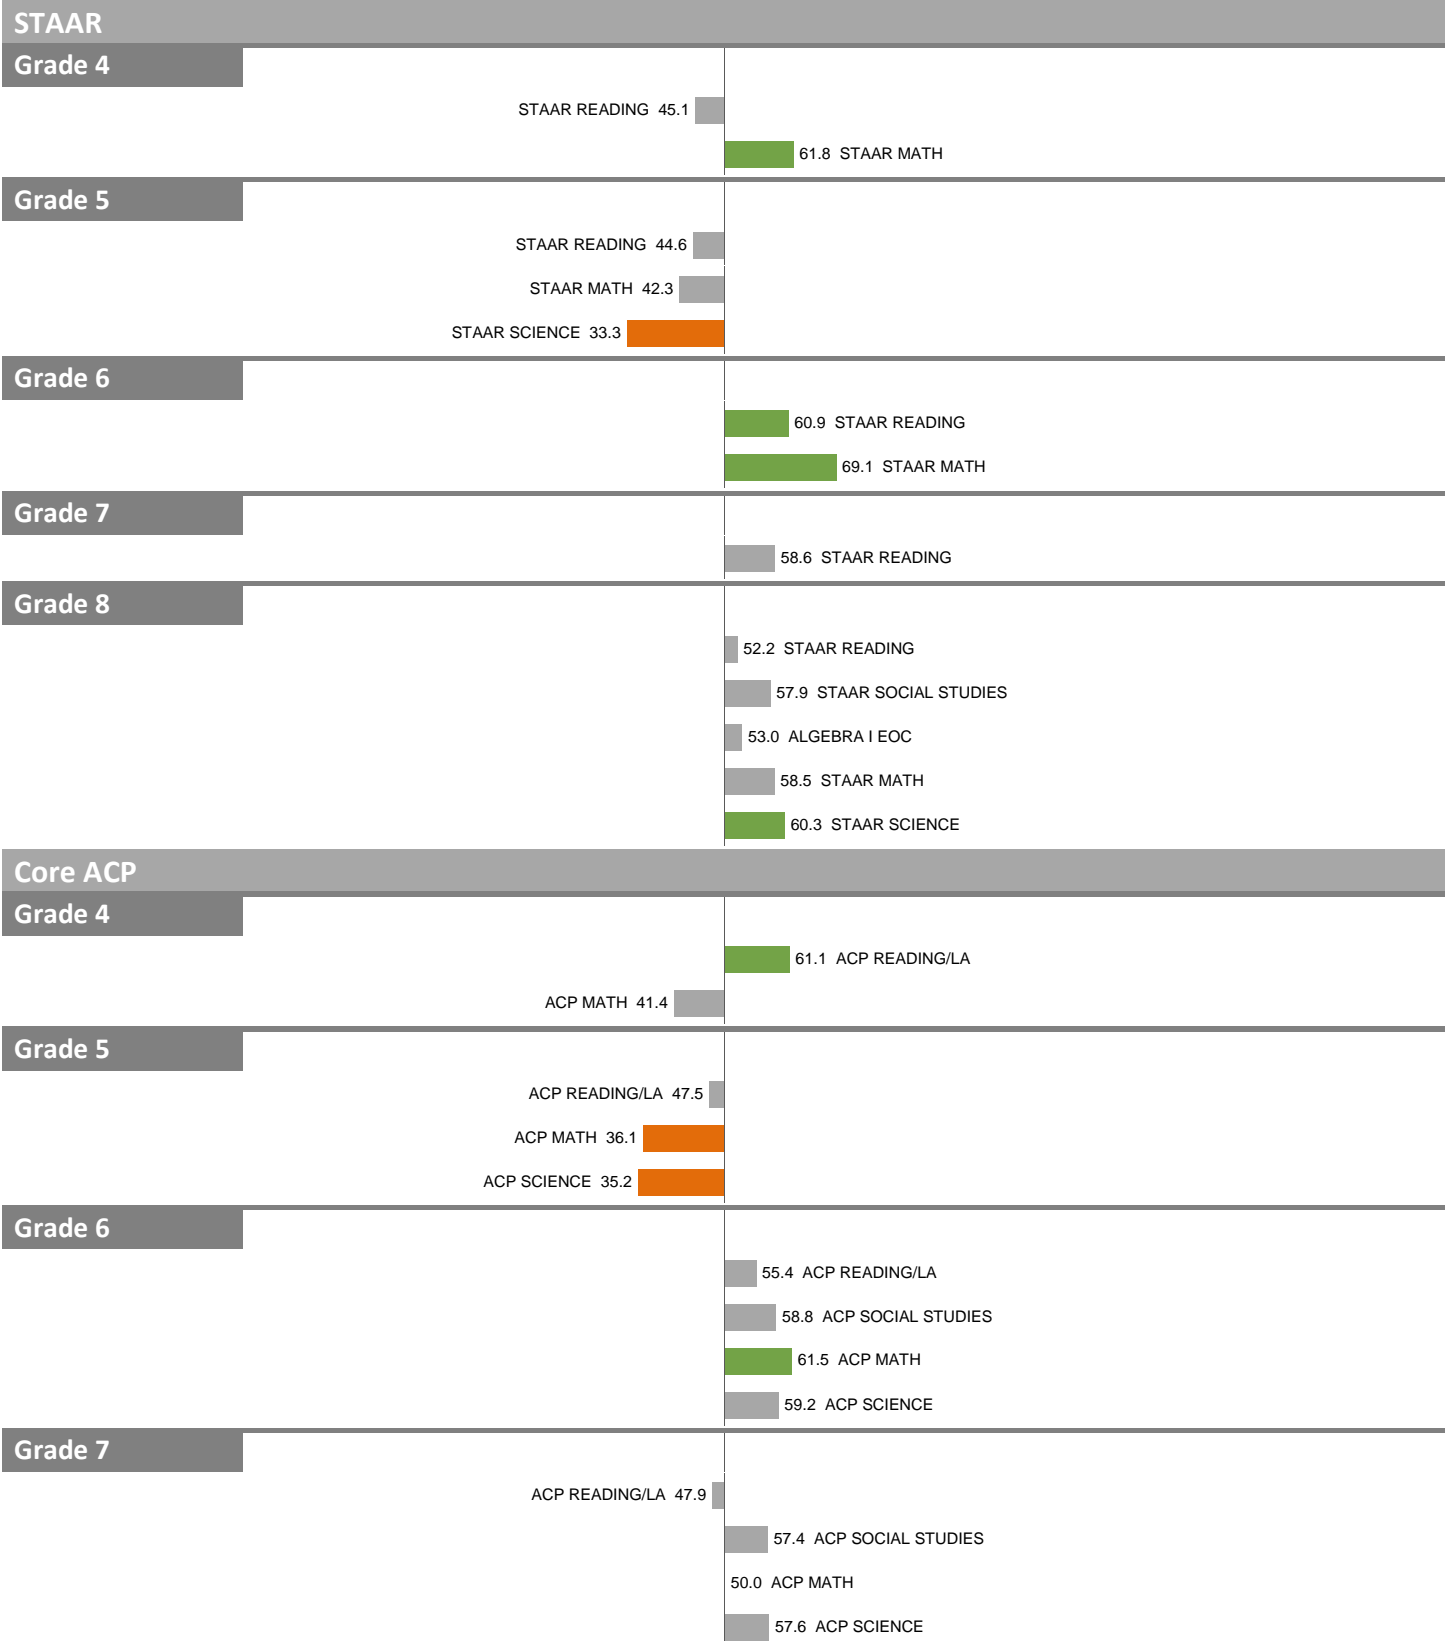 STAAR
Grade 4
STAAR READING 45.1
61.8 STAAR MATH
Grade 5
STAAR READING 44.6
STAAR MATH 42.3
STAAR SCIENCE 33.3
Grade 6
60.9 STAAR READING
69.1 STAAR MATH
Grade 7
58.6 STAAR READING
Grade 8
52.2 STAAR READING
57.9 STAAR SOCIAL STUDIES
53.0 ALGEBRA I EOC
58.5 STAAR MATH
60.3 STAAR SCIENCE
Core ACP
Grade 4
61.1 ACP READING/LA
ACP MATH 41.4
Grade 5
ACP READING/LA 47.5
ACP MATH 36.1
ACP SCIENCE 35.2
Grade 6
55.4 ACP READING/LA
58.8 ACP SOCIAL STUDIES
61.5 ACP MATH
59.2 ACP SCIENCE
Grade 7
ACP READING/LA 47.9
57.4 ACP SOCIAL STUDIES
50.0 ACP MATH
57.6 ACP SCIENCE